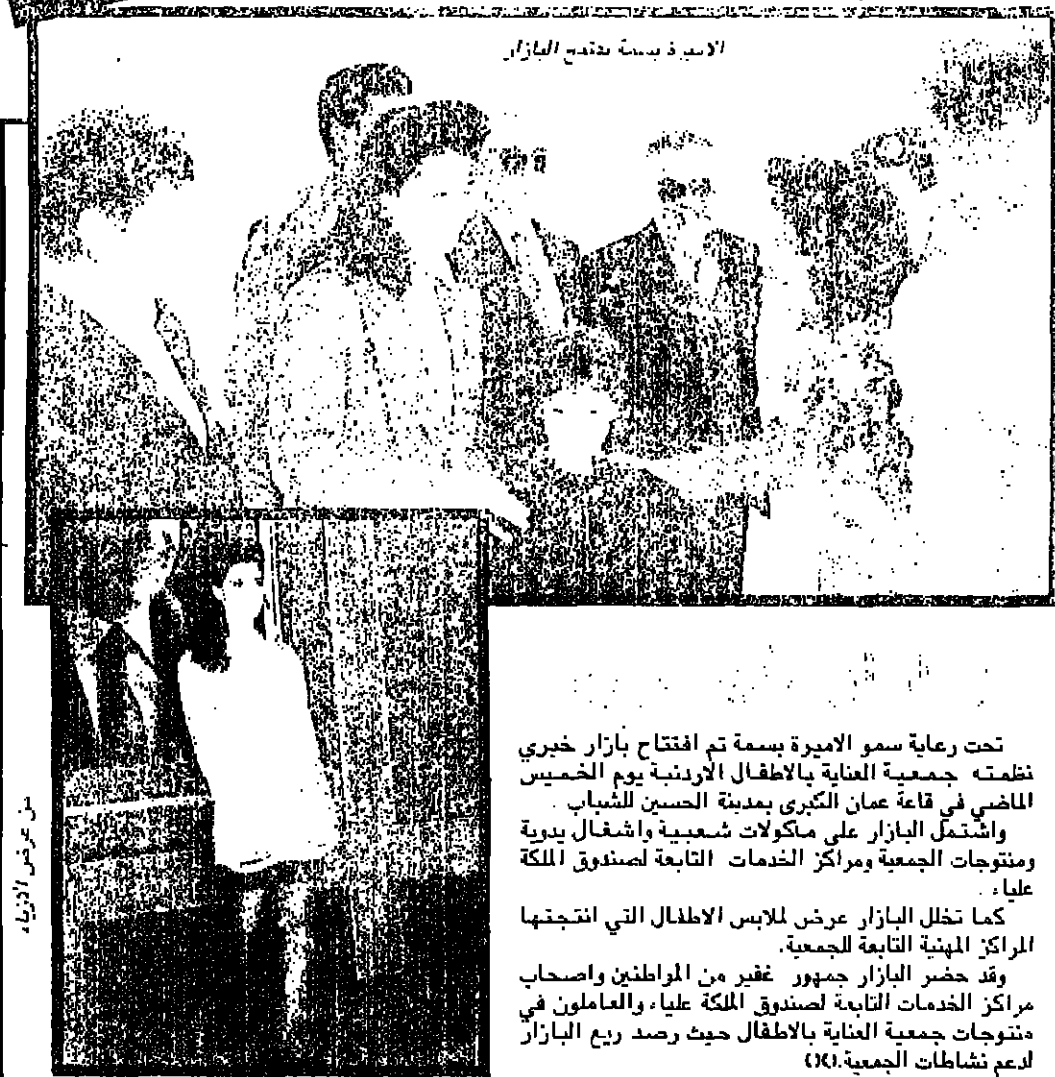 الاميرة بسمة تفتتح البازار
من عرض الازياء
تحت رعاية سمو الاميرة بسمة تم افتتاح بازار خيري
نظمته جمعية العناية بالاطفال الاردنية يوم الخميس
الماضي في قاعة عمان الكبرى بمدينة الحسين للشباب .
واشتمل البازار على ماكولات شعبية واشغال يدوية
ومنتوجات الجمعية ومراكز الخدمات التابعة لصندوق الملكة
علياء .
كما تخلل البازار عرض لملابس الاطفال التي انتجتها
المراكز المهنية التابعة للجمعية.
وقد حضر البازار جمهور غفير من المواطنين واصحاب
مراكز الخدمات التابعة لصندوق الملكة علياء والعاملون في
منتوجات جمعية العناية بالاطفال حيث رصد ريع البازار
لدعم نشاطات الجمعية.